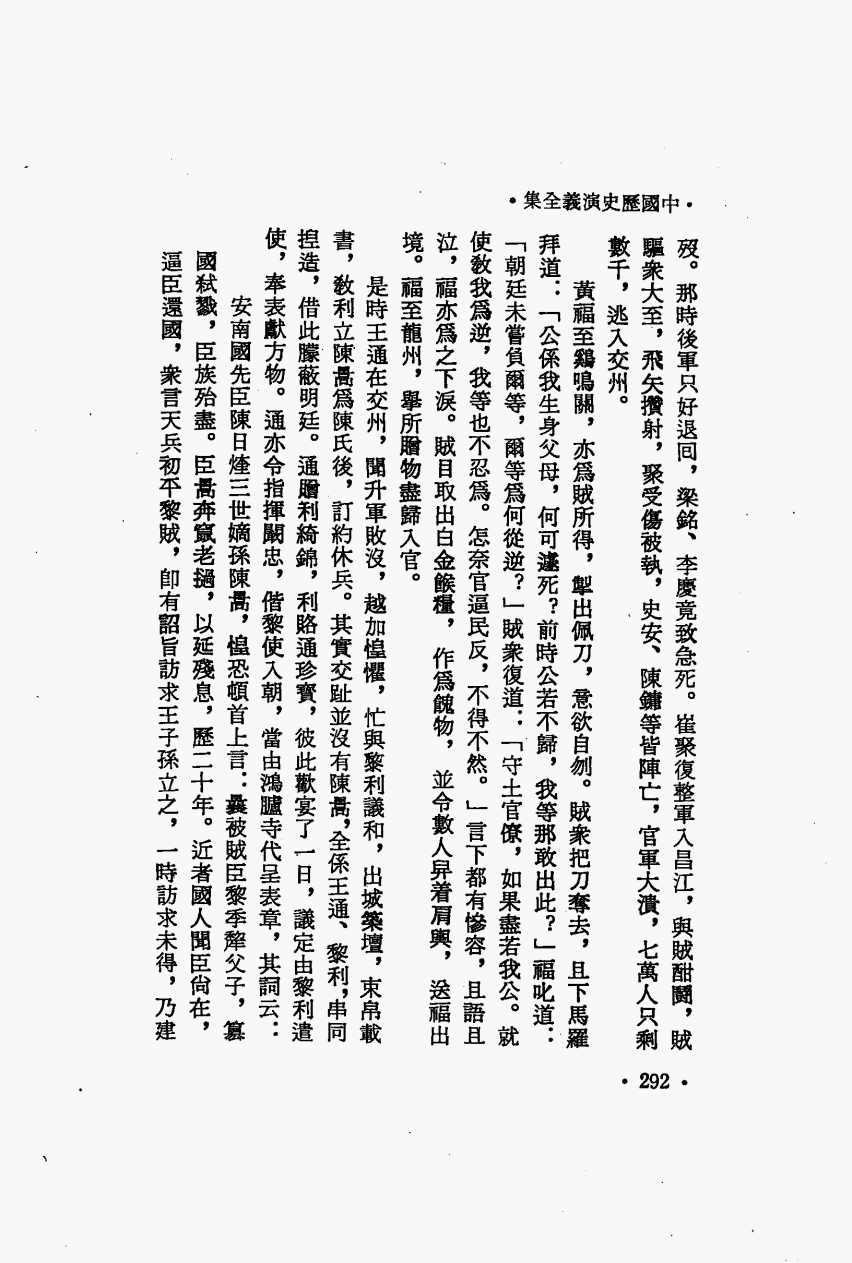 ·中國歷史演義全集·
歿。那時後軍只好退回，梁銘、李慶竟致急死。崔聚復整軍入昌江，與賊酣鬭，賊
驅衆大至，飛矢攢射，聚受傷被執，史安、陳鏞等皆陣亡，官軍大潰，七萬人只剩
數千，逃入交州。
黃福至鷄鳴關，亦爲賊所得，掣出佩刀，意欲自刎。賊衆把刀奪去，且下馬羅
拜道：「公係我生身父母，何可遽死？前時公若不歸，我等那敢出此？」福叱道：
「朝廷未嘗負爾等，爾等爲何從逆？」賊衆復道：「守土官僚，如果盡若我公。就
使敎我爲逆，我等也不忍爲。怎奈官逼民反，不得不然。」言下都有慘容，且語且
泣，福亦爲之下淚。賊目取出白金餱糧，作爲餽物，並令數人舁着肩輿，送福出
境。福至龍州，擧所贈物盡歸入官。
是時王通在交州，聞升軍敗沒，越加惶懼，忙與黎利議和，出城築壇，束帛載
書，敎利立陳暠爲陳氏後，訂約休兵。其實交趾並沒有陳暠，全係王通、黎利，串同
揑造，借此朦蔽明廷。通贈利綺錦，利賂通珍寶，彼此歡宴了一日，議定由黎利遣
使，奉表獻方物。通亦令指揮闞忠，偕黎使入朝，當由鴻臚寺代呈表章，其詞云：
安南國先臣陳日煃三世嫡孫陳暠，惶恐頓首上言：曩被賊臣黎季犛父子，簒
國弑戮，臣族殆盡。臣暠奔竄老撾，以延殘息，歷二十年。近者國人聞臣尙在，
逼臣還國，衆言天兵初平黎賊，卽有詔旨訪求王子孫立之，一時訪求未得，乃建
·292·